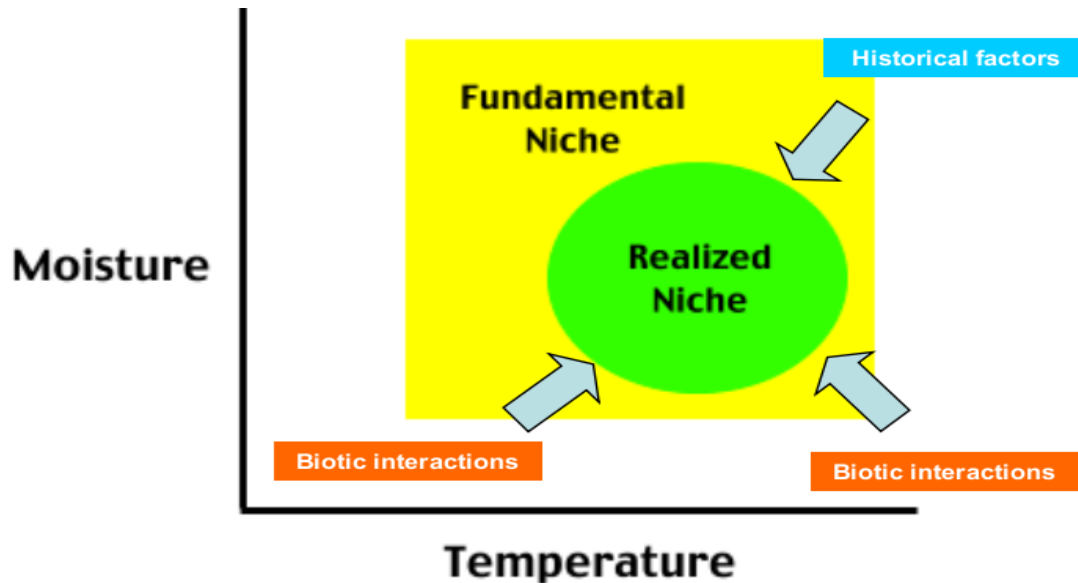 Historical factors
Fundamental
Niche
Realized
Niche
Moisture
Biotic interactions
Biotic interactions
Temperature